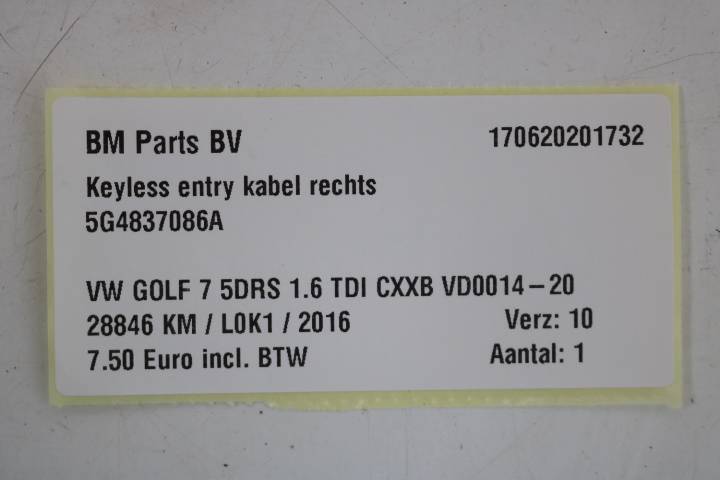 BM Parts BV 170620201732
Keyless entry kabel rechts
5G4837086A
VW GOLF 7 5DRS 1.6 TDI CXXB VD0014-20
28846 KM / L0K1 / 2016 Verz: 10
7.50 Euro incl. BTW Aantal: 1